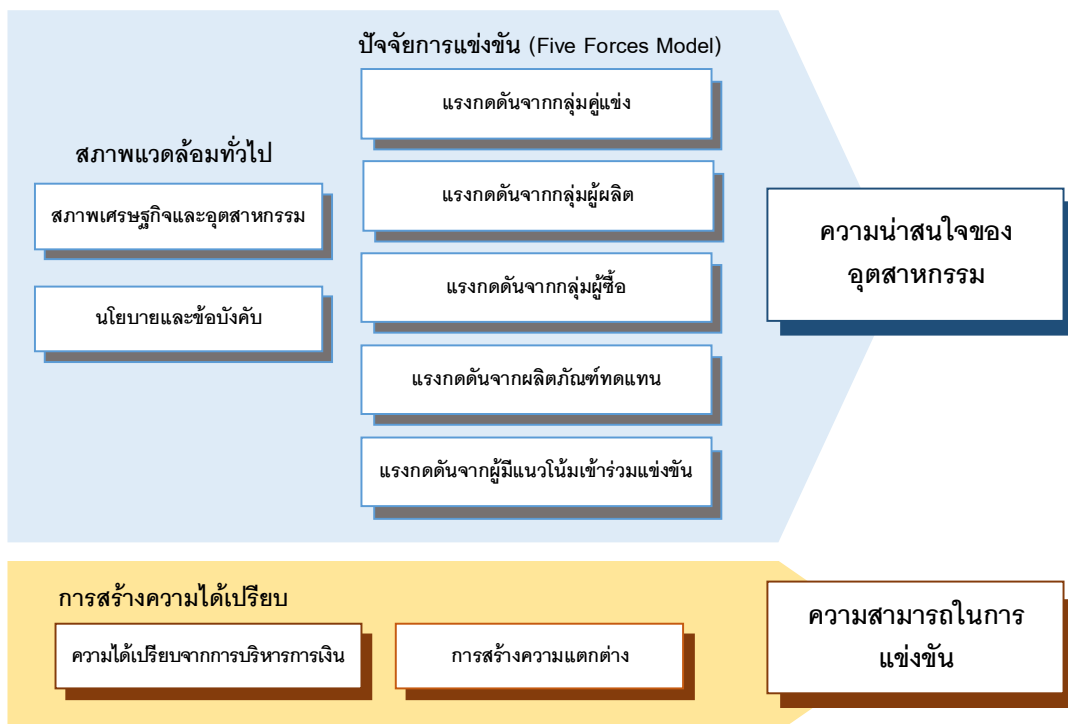 ปัจจัยการแข่งขัน (Five Forces Model)
แรงกดดันจากกลุ่มคู่แข่ง
สภาพแวดล้อมทั่วไป
แรงกดดันจากกลุ่มผู้ผลิต
สภาพเศรษฐกิจและอุตสาหกรรม
ความน่าสนใจของ
อุตสาหกรรม
แรงกดดันจากกลุ่มผู้ซื้อ
นโยบายและข้อบังคับ
แรงกดดันจากผลิตภัณฑ์ทดแทน
แรงกดดันจากผู้มีแนวโน้มเข้าร่วมแข่งขัน
การสร้างความได้เปรียบ
ความได้เปรียบจากการบริหารการเงิน
การสร้างความแตกต่าง
ความสามารถในการ
แข่งขัน